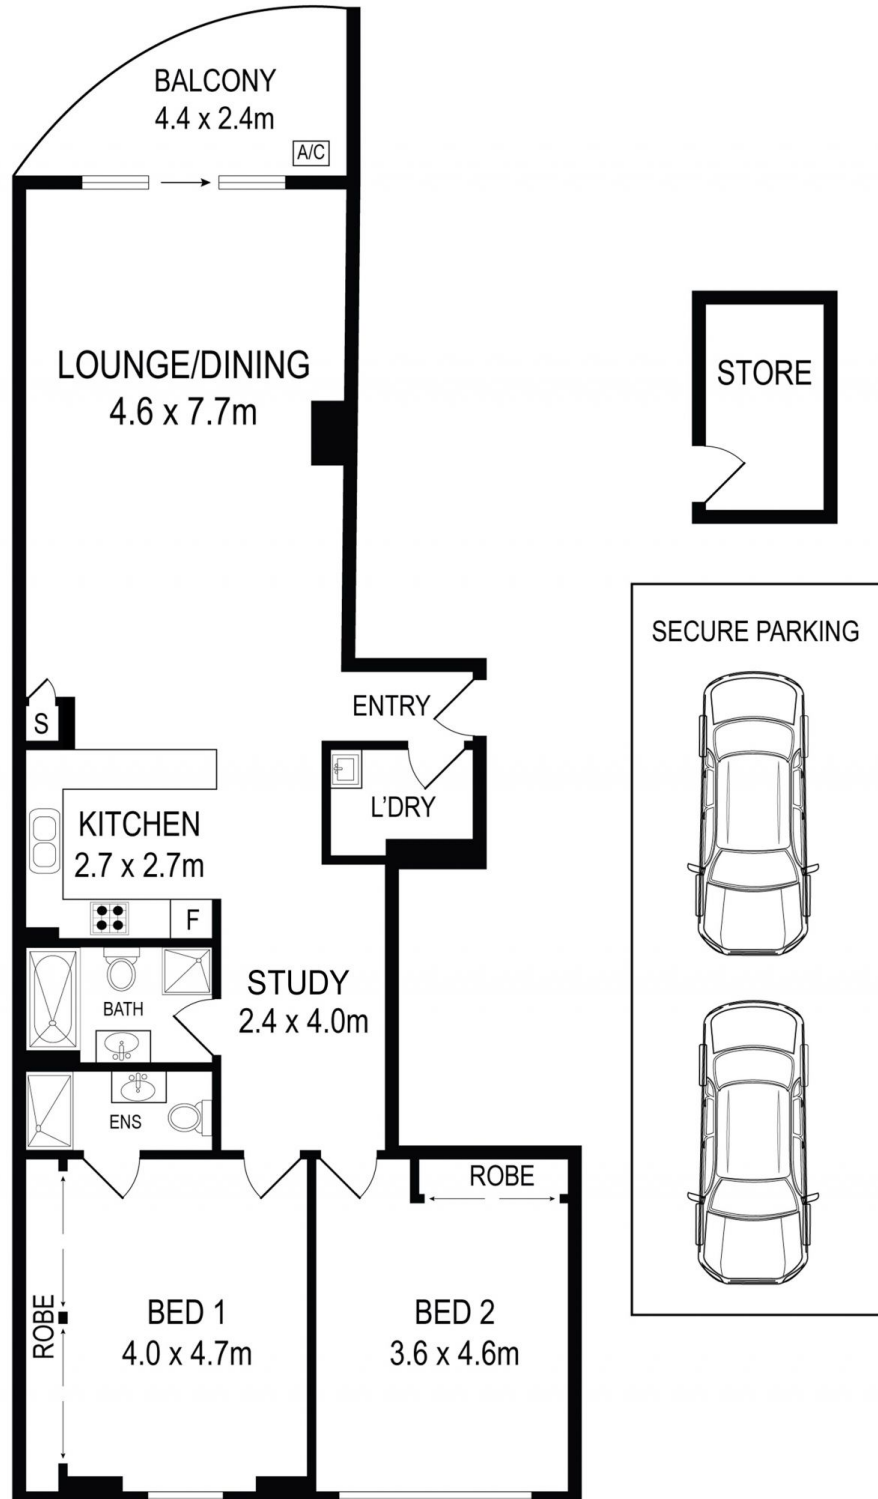 BALCONY
4.4 x 2.4m
A/C
LOUNGE/DINING
4.6 x 7.7m
STORE
SECURE PARKING
ENTRY
S
L'DRY
KITCHEN
2.7 x 2.7m
F
STUDY
2.4 x 4.0m
BATH
ENS
ROBE
ROBE
BED 1
4.0 x 4.7m
BED 2
3.6 x 4.6m